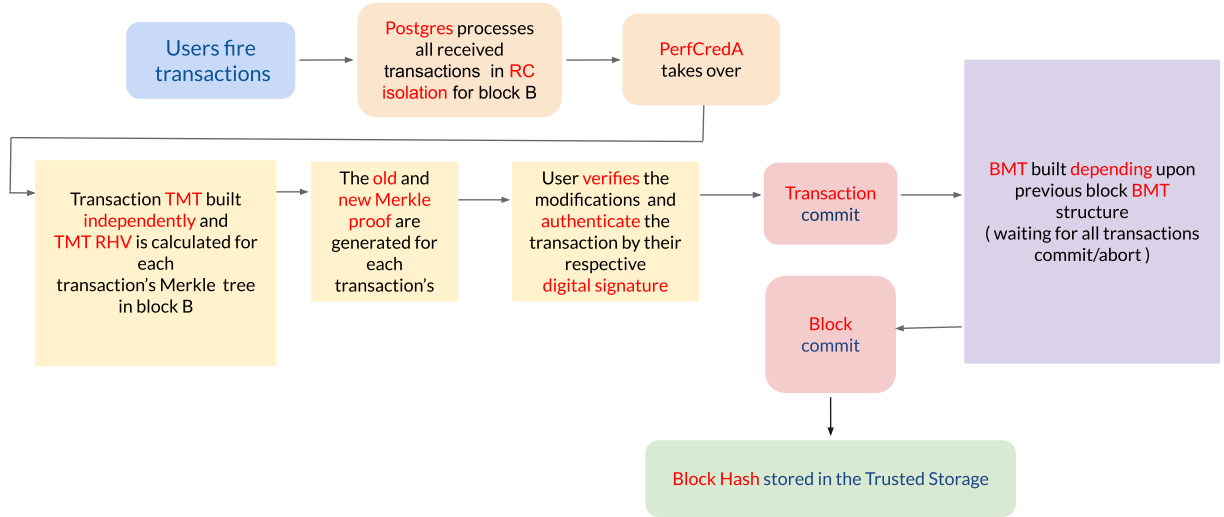 Users fire
transactions
Postgres processes
all received
transactions in RC
isolation for block B
PerfCredA
takes over
Transaction TMT built
independently and
TMT RHV is calculated for
each
transaction's Merkle tree
in block B
The old and
new Merkle
proof are
generated for
each
transaction's
User verifies the
modifications and
authenticate the
transaction by their
respective
digital signature
Transaction
commit
BMT built depending upon
previous block BMT
structure
( waiting for all transactions
commit/abort )
Block
commit
Block Hash stored in the Trusted Storage